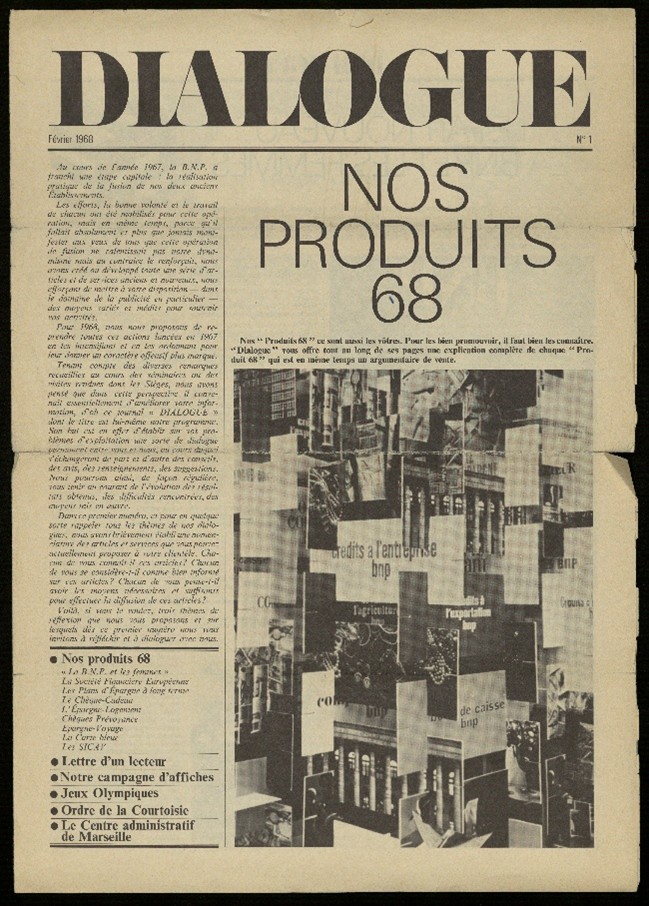 DIALOGUE
Février 1968
N° 1
Au cours de l'année 1967, la B.N.P. a
franchi une étape capitale : la réalisation
pratique de la fusion de nos deux anciens
Établissements.
Les efforts, la bonne volonté et le travail
de chacun ont été mobilisés pour cette opé-
ration, mais en même temps, parce qu'il
fallait absolument et plus que jamais mani-
fester aux yeux de tous que cette opération
de fusion ne ralentissait pas notre dyna-
misme mais au contraire le renforçait, nous
avons créé ou développé toute une série d'ar-
ticles et de services anciens et nouveaux, nous
efforçant de mettre à votre disposition — dans
le domaine de la publicité en particulier —
des moyens variés et inédits pour soutenir
vos activités.
Pour 1968, nous nous proposons de re-
prendre toutes ces actions lancées en 1967
en les intensifiant et en les ordonnant pour
leur donner un caractère offensif plus marqué.
Tenant compte des diverses remarques
recueillies au cours des séminaires ou des
visites rendues dans les Sièges, nous avons
pensé que dans cette perspective il conve-
nait essentiellement d'améliorer votre infor-
mation, d'où ce journal « DIALOGUE »
dont le titre est lui-même notre programme.
Son but est en effet d'établir sur vos pro-
blèmes d'exploitation une sorte de dialogue
permanent entre vous et nous, au cours duquel
s'échangeront de part et d'autre des conseils,
des avis, des renseignements, des suggestions.
Nous pourrons ainsi, de façon régulière,
vous tenir au courant de l'évolution des résul-
tats obtenus, des difficultés rencontrées, des
moyens mis en œuvre.
Dans ce premier numéro, et pour en quelque
sorte rappeler tous les thèmes de nos dialo-
gues, nous avons brièvement établi une nomen-
clature des articles et services que vous pouvez
actuellement proposer à votre clientèle. Cha-
cun de vous connaît-il ces articles? Chacun
de vous se considère-t-il comme bien informé
sur ces articles? Chacun de vous pense-t-il
avoir les moyens nécessaires et suffisants
pour effectuer la diffusion de ces articles?
Voilà, si vous le voulez, trois thèmes de
réflexion que nous vous proposons et sur
lesquels dès ce premier numéro nous vous
invitons à réfléchir et à dialoguer avec nous.
● Nos produits 68
« La B.N.P. et les femmes »
La Société Financière Européenne
Les Plans d'Épargne à long terme
Le Chèque-Cadeau
L'Épargne-Logement
Chèques Prévoyance
Épargne-Voyage
La Carte bleue
Les SICAV
● Lettre d'un lecteur
● Notre campagne d'affiches
● Jeux Olympiques
● Ordre de la Courtoisie
● Le Centre administratif
de Marseille
NOS
PRODUITS
68
Nos " Produits 68 " ce sont aussi les vôtres. Pour les bien promouvoir, il faut bien les connaître.
" Dialogue " vous offre tout au long de ses pages une explication complète de chaque " Pro-
duit 68 " qui est en même temps un argumentaire de vente.
crédits a l'entreprise
bnp
BNP
l'agriculture
à
l'exportation
bnp
bnp
de caisse
bnp